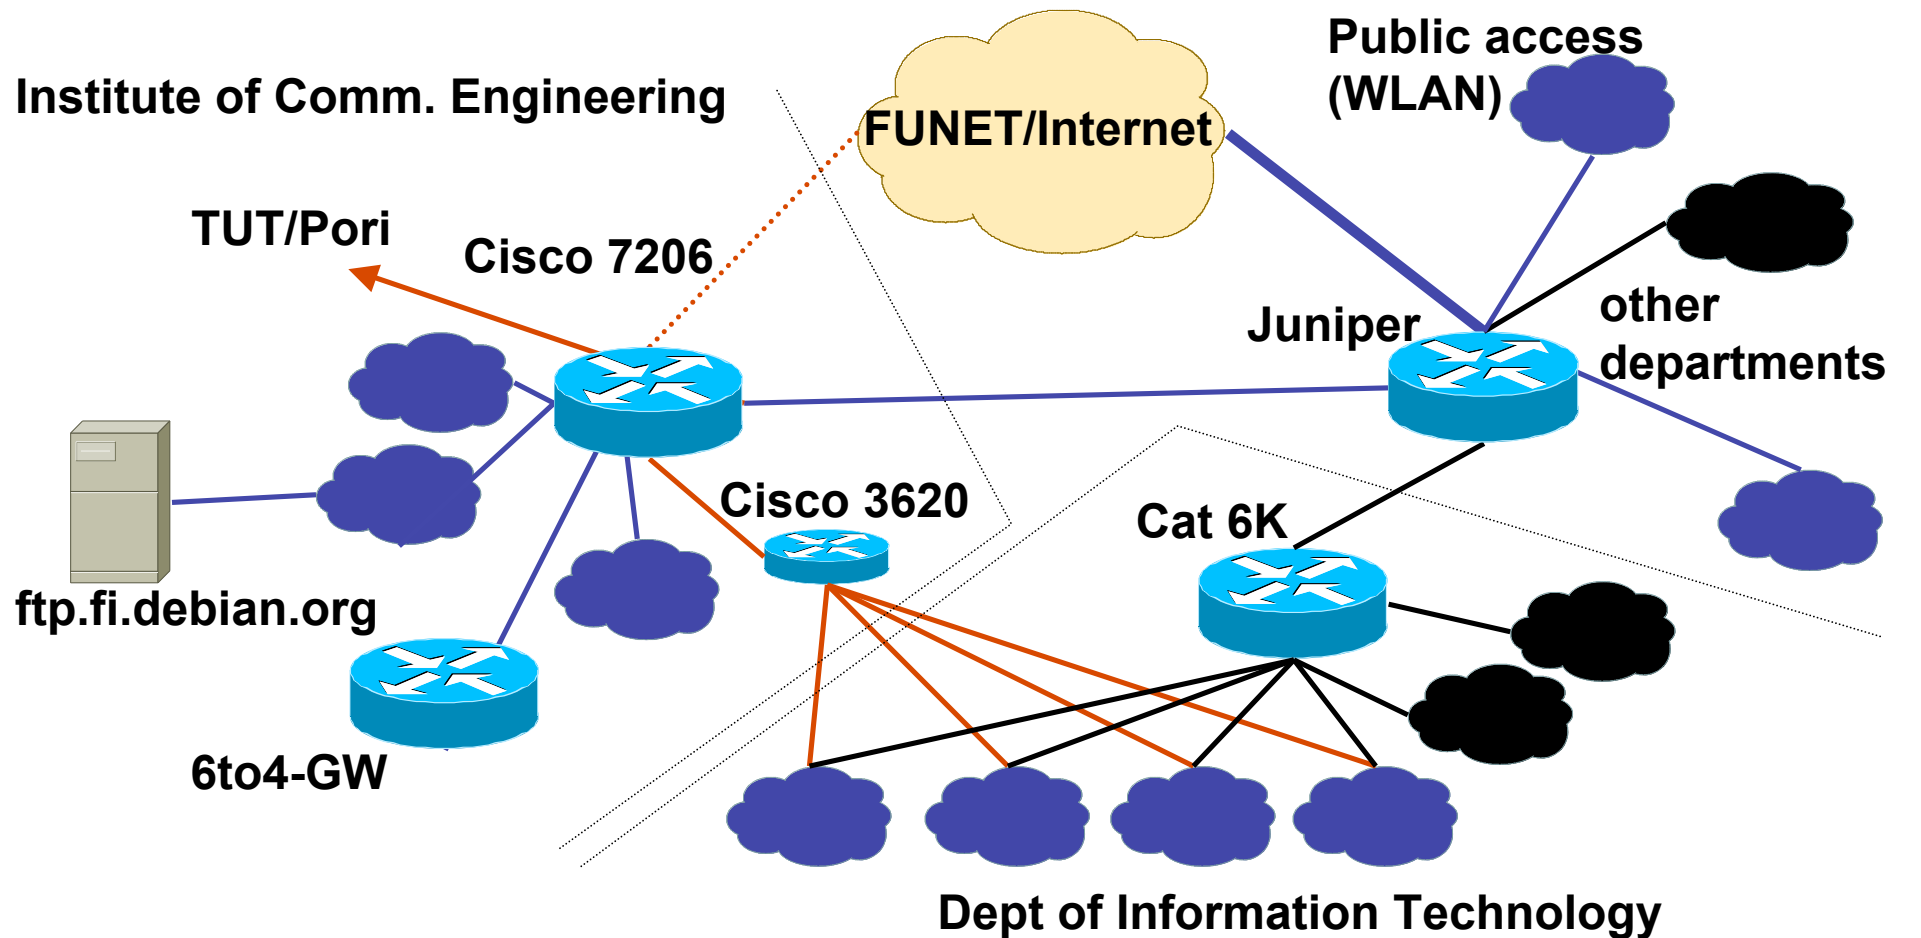 Public access
(WLAN)
Institute of Comm. Engineering
FUNET/Internet
TUT/Pori
Cisco 7206
Juniper
other
departments
Cisco 3620
Cat 6K
ftp.fi.debian.org
6to4-GW
Dept of Information Technology